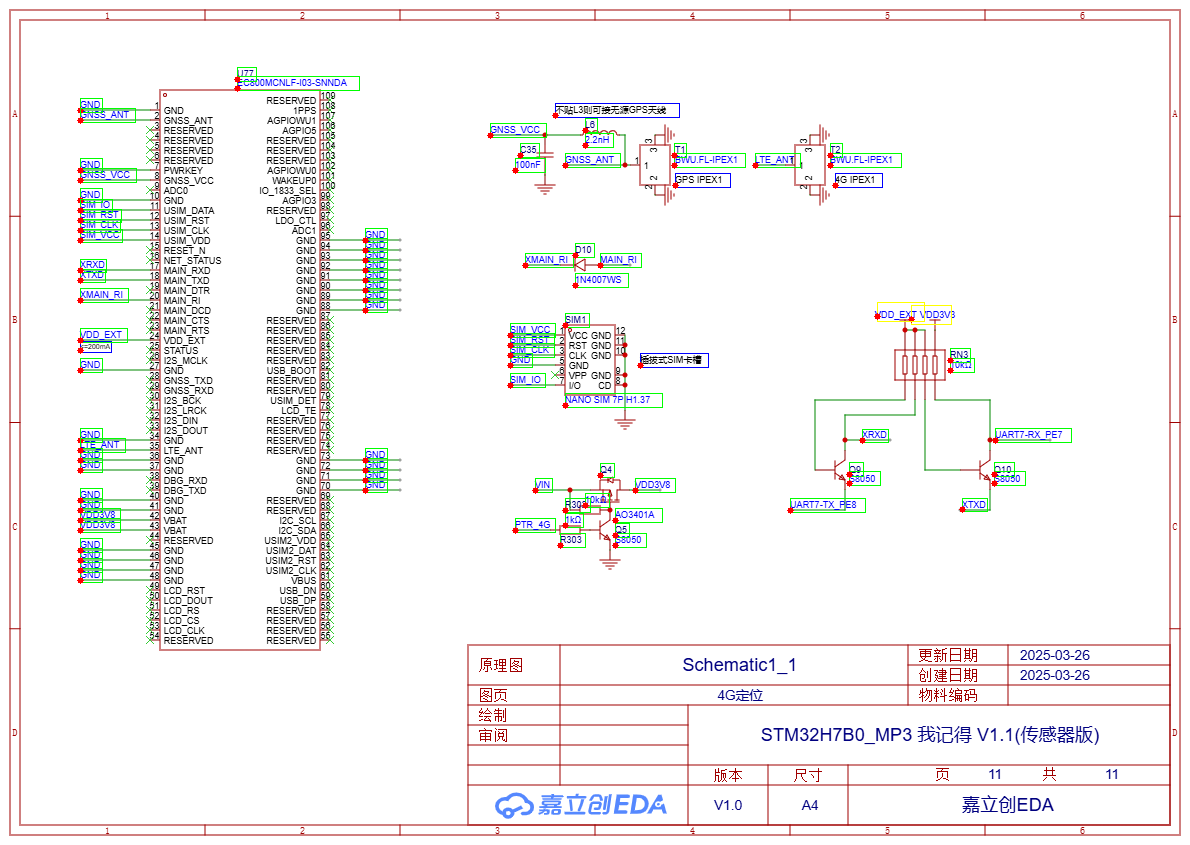 U77
EC800MCNLF-I03-SNNDA
GND 1 GND
GNSS_ANT 2 GNSS_ANT
3 RESERVED
4 RESERVED
5 RESERVED
6 RESERVED
GND 7 PWRKEY
GNSS_VCC 8 GNSS_VCC
9 ADC0
GND 10 GND
SIM_IO 11 USIM_DATA
SIM_RST 12 USIM_RST
SIM_CLK 13 USIM_CLK
SIM_VCC 14 USIM_VDD
15 RESET_N
16 NET_STATUS
XRXD 17 MAIN_RXD
XTXD 18 MAIN_TXD
19 MAIN_DTR
XMAIN_RI 20 MAIN_RI
21 MAIN_DCD
22 MAIN_CTS
23 MAIN_RTS
VDD_EXT 24 VDD_EXT
25 STATUS
26 I2S_MCLK
GND 27 GND
28 GNSS_TXD
29 GNSS_RXD
30 I2S_BCK
31 I2S_LRCK
32 I2S_DIN
33 I2S_DOUT
GND 34 GND
LTE_ANT 35 LTE_ANT
GND 36 GND
GND 37 GND
38 DBG_RXD
39 DBG_TXD
GND 40 GND
GND 41 GND
VDD3V8 42 VBAT
VDD3V8 43 VBAT
44 RESERVED
GND 45 GND
GND 46 GND
GND 47 GND
GND 48 GND
49 LCD_RST
50 LCD_DOUT
51 LCD_RS
52 LCD_CS
53 LCD_CLK
54 RESERVED
RESERVED 109
1PPS 108
AGPIOWU1 107
AGPIO5 106
RESERVED 105
RESERVED 104
RESERVED 103
AGPIOWU0 102
WAKEUP0 101
IO_1833_SEL 100
AGPIO3 99
RESERVED 98
LDO_CTL 97
ADC1 96
GND 95 GND
GND 94 GND
GND 93 GND
GND 92 GND
GND 91 GND
GND 90 GND
GND 89 GND
GND 88 GND
RESERVED 87
RESERVED 86
RESERVED 85
RESERVED 84
RESERVED 83
USB_BOOT 82
RESERVED 81
RESERVED 80
USIM_DET 79
LCD_TE 78
RESERVED 77
RESERVED 76
RESERVED 75
RESERVED 74
GND 73 GND
GND 72 GND
GND 71 GND
GND 70 GND
RESERVED 69
RESERVED 68
I2C_SCL 67
I2C_SDA 66
USIM2_VDD 65
USIM2_DAT 64
USIM2_RST 63
USIM2_CLK 62
VBUS 61
USB_DN 60
USB_DP 59
RESERVED 58
RESERVED 57
RESERVED 56
RESERVED 55
不贴L3则可接无源GPS天线
GNSS_VCC
L6
2.2nH
C35
100nF
GNSS_ANT
T1
BWU.FL-IPEX1
GPS IPEX1
LTE_ANT
T2
BWU.FL-IPEX1
4G IPEX1
D10
XMAIN_RI
MAIN_RI
1N4007WS
SIM1
SIM_VCC 1 VCC GND 12
SIM_RST 2 RST GND 11
SIM_CLK 3 CLK GND 10
GND 5 GND
6 VPP GND 9
SIM_IO 7 I/O CD 8
NANO SIM 7P H1.37
插拔式SIM卡槽
Q4
VIN
VDD3V8
10kΩ
R302
AO3401A
1kΩ
PTR_4G
R303
Q5
S8050
VDD_EXT
VDD3V3
RN3
10kΩ
XRXD
Q9
S8050
UART7-TX_PE8
UART7-RX_PE7
Q10
S8050
XTXD
原理图 Schematic1_1 更新日期 2025-03-26
创建日期 2025-03-26
图页 4G定位 物料编码
绘制
审阅
STM32H7B0_MP3 我记得 V1.1(传感器版)
版本 尺寸 页 11 共 11
嘉立创EDA V1.0 A4 嘉立创EDA